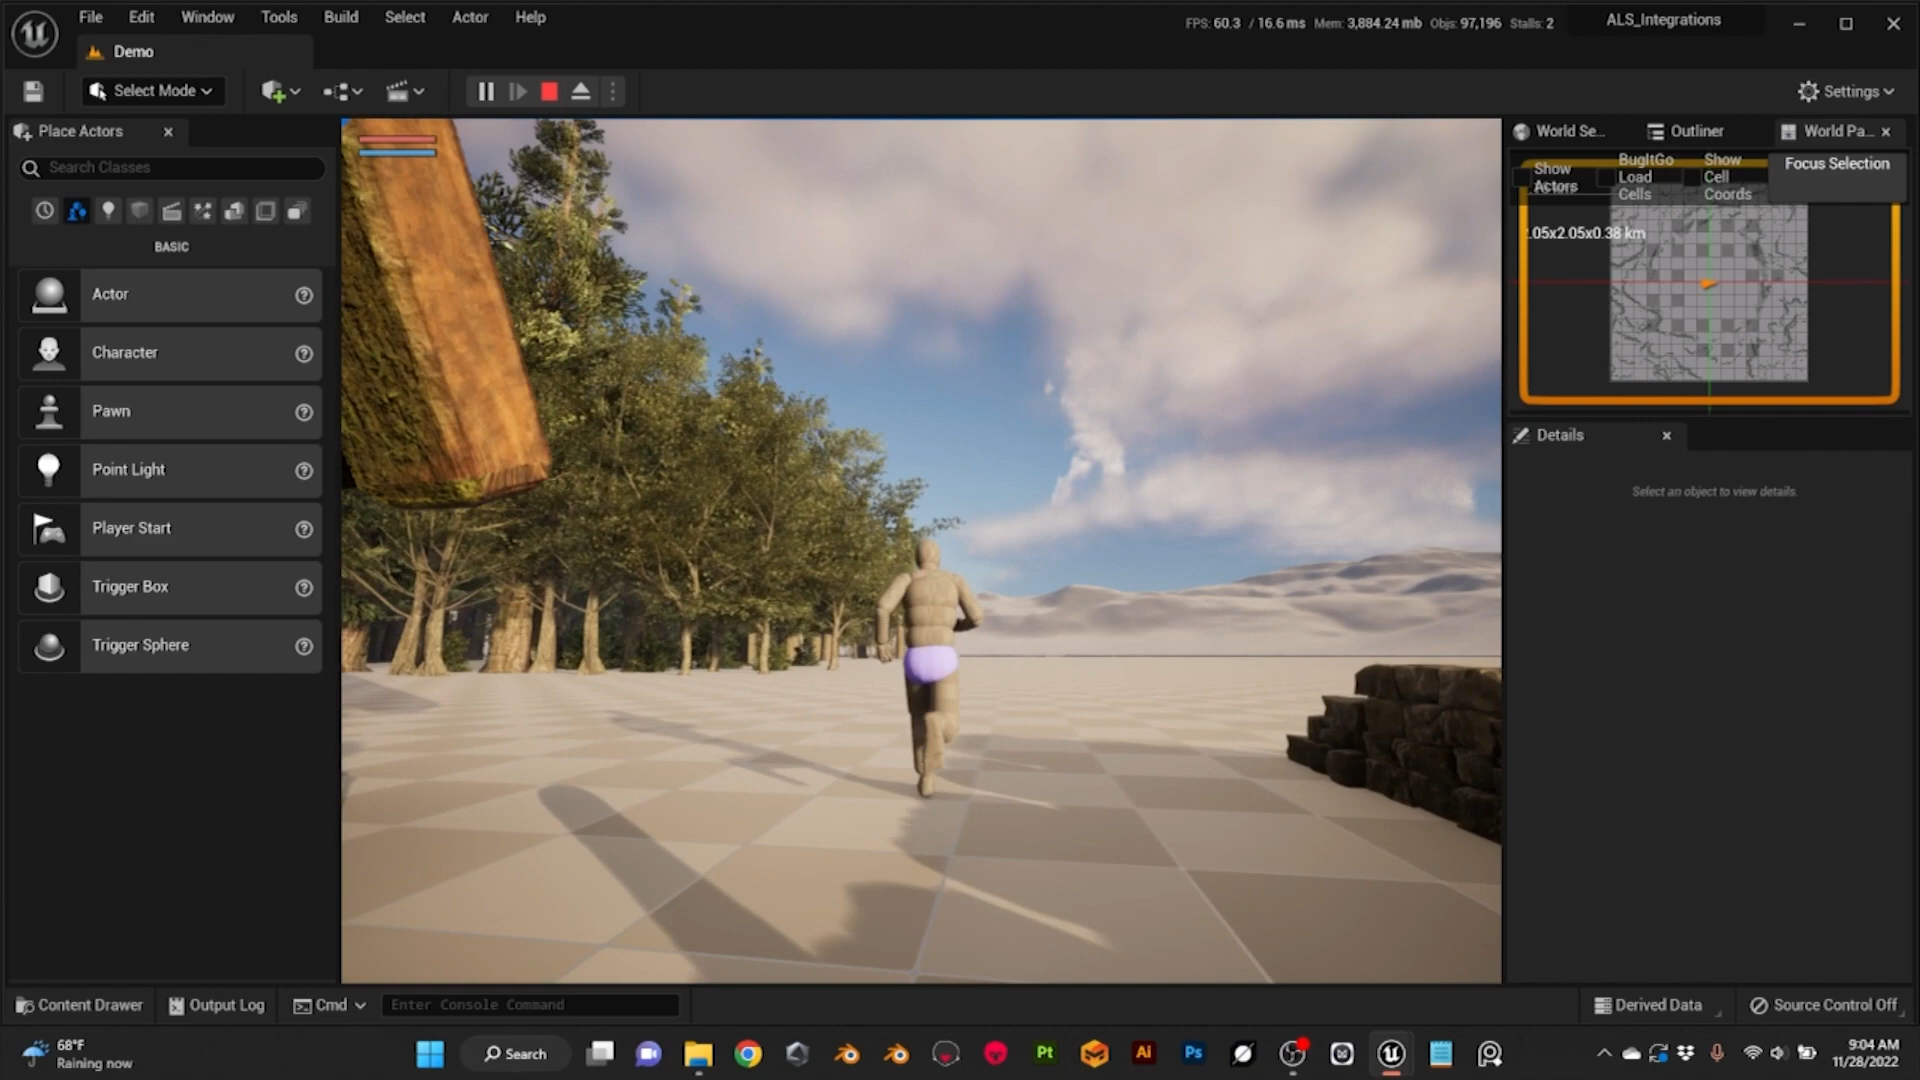 File Edit Window Tools Build Select Actor Help
FPS: 60.3 / 16.6 ms Mem: 3,884.24 mb Objs: 97,196 Stalls: 2
ALS_Integrations
Demo
Select Mode
Settings
Place Actors
Search Classes
BASIC
Actor
Character
Pawn
Point Light
Player Start
Trigger Box
Trigger Sphere
World Se...
Outliner
World Pa...
Show
Actors
BugItGo
Load
Cells
Show
Cell
Coords
Focus Selection
.05x2.05x0.38 km
Details
Select an object to view details.
Content Drawer
Output Log
Cmd
Enter Console Command
Derived Data
Source Control Off
68°F
Raining now
Search
Pt
Ai
Ps
9:04 AM
11/28/2022